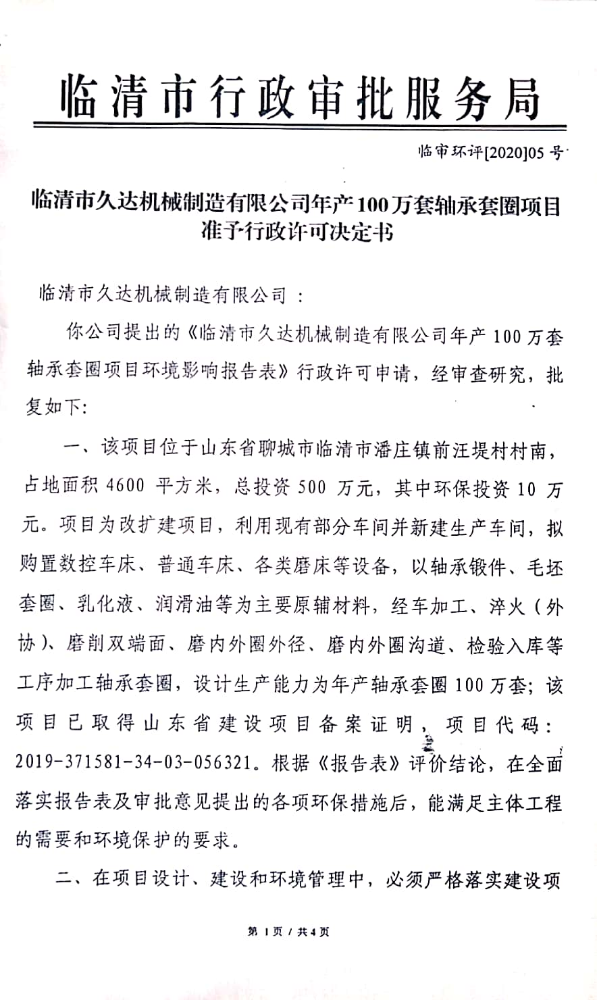 临清市行政审批服务局
临审环评[2020]05 号
临清市久达机械制造有限公司年产 100 万套轴承套圈项目
准予行政许可决定书
临清市久达机械制造有限公司 ：
你公司提出的《临清市久达机械制造有限公司年产 100 万套
轴承套圈项目环境影响报告表》行政许可申请，经审查研究，批
复如下：
一、该项目位于山东省聊城市临清市潘庄镇前汪堤村村南，
占地面积 4600 平方米，总投资 500 万元，其中环保投资 10 万
元。项目为改扩建项目，利用现有部分车间并新建生产车间，拟
购置数控车床、普通车床、各类磨床等设备，以轴承锻件、毛坯
套圈、乳化液、润滑油等为主要原辅材料，经车加工、淬火（外
协）、磨削双端面、磨内外圈外径、磨内外圈沟道、检验入库等
工序加工轴承套圈，设计生产能力为年产轴承套圈 100 万套；该
项目已取得山东省建设项目备案证明，项目代码：
2019-371581-34-03-056321。根据《报告表》评价结论，在全面
落实报告表及审批意见提出的各项环保措施后，能满足主体工程
的需要和环境保护的要求。
二、在项目设计、建设和环境管理中，必须严格落实建设项
第 1 页 / 共 4 页